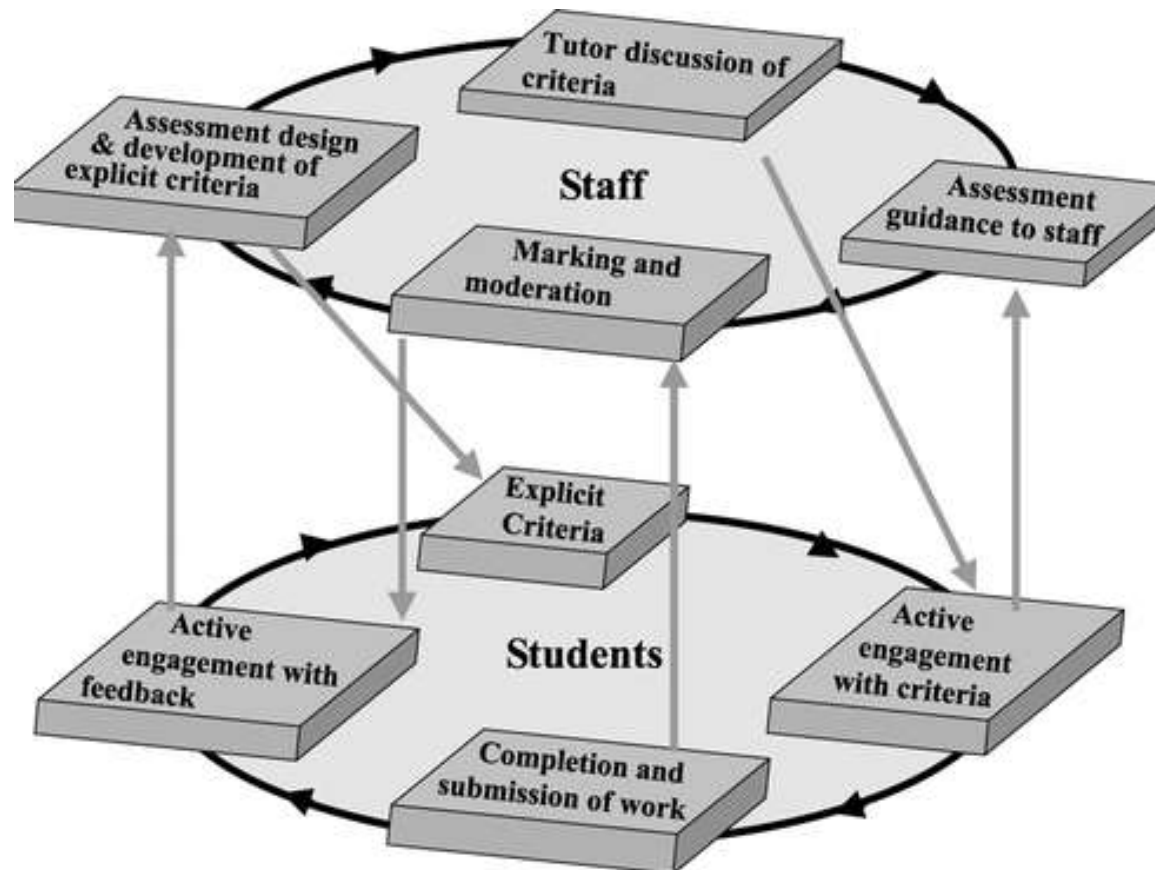 Tutor discussion of
criteria
Assessment design
& development of
explicit criteria
Staff
Assessment
guidance to staff
Marking and
moderation
Explicit
Criteria
Students
Active
engagement with
feedback
Active
engagement
with criteria
Completion and
submission of work